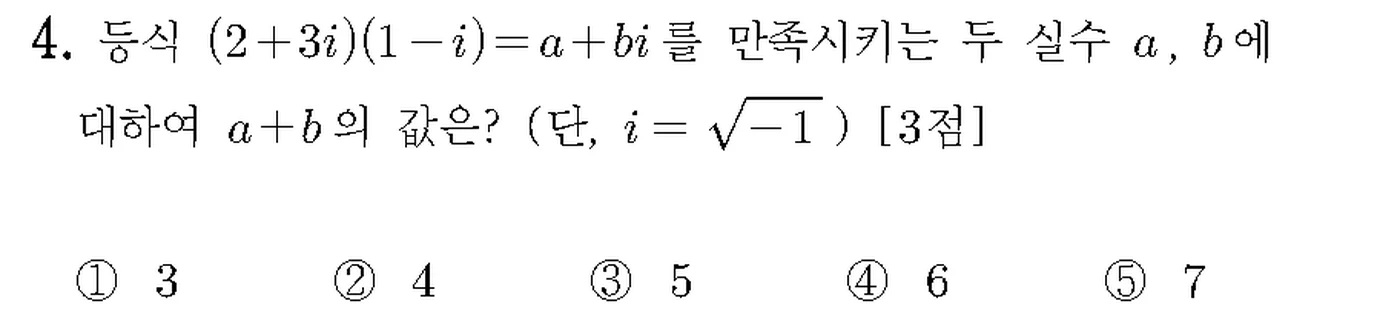 4. 등식 (2+3i)(1-i)=a+bi 를 만족시키는 두 실수 a, b에
대하여 a+b의 값은? (단, i=√-1) [3점]
① 3 ② 4 ③ 5 ④ 6 ⑤ 7